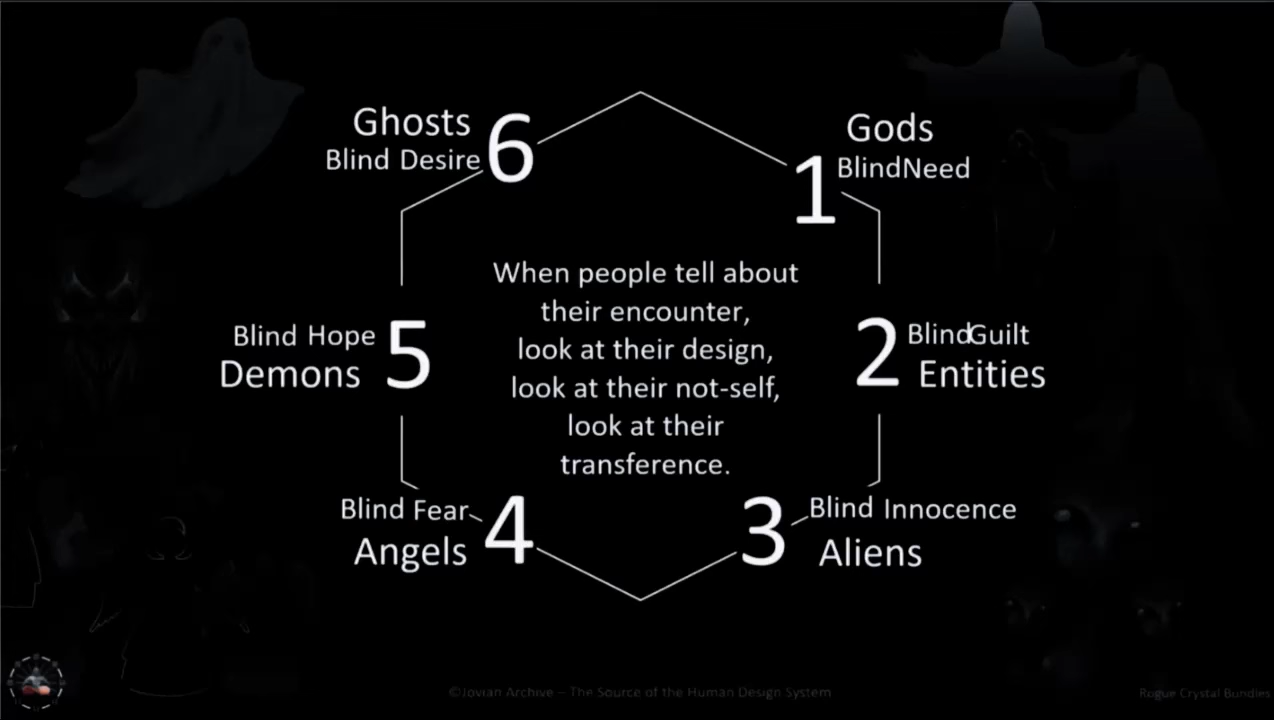 Ghosts
Blind Desire
6
Gods
1
BlindNeed
When people tell about
their encounter,
look at their design,
look at their not-self,
look at their
transference.
Blind Hope
Demons
5
2
BlindGuilt
Entities
Blind Fear
Angels
4
3
Blind Innocence
Aliens
©Jovian Archive – The Source of the Human Design System
Rogue Crystal Bundles